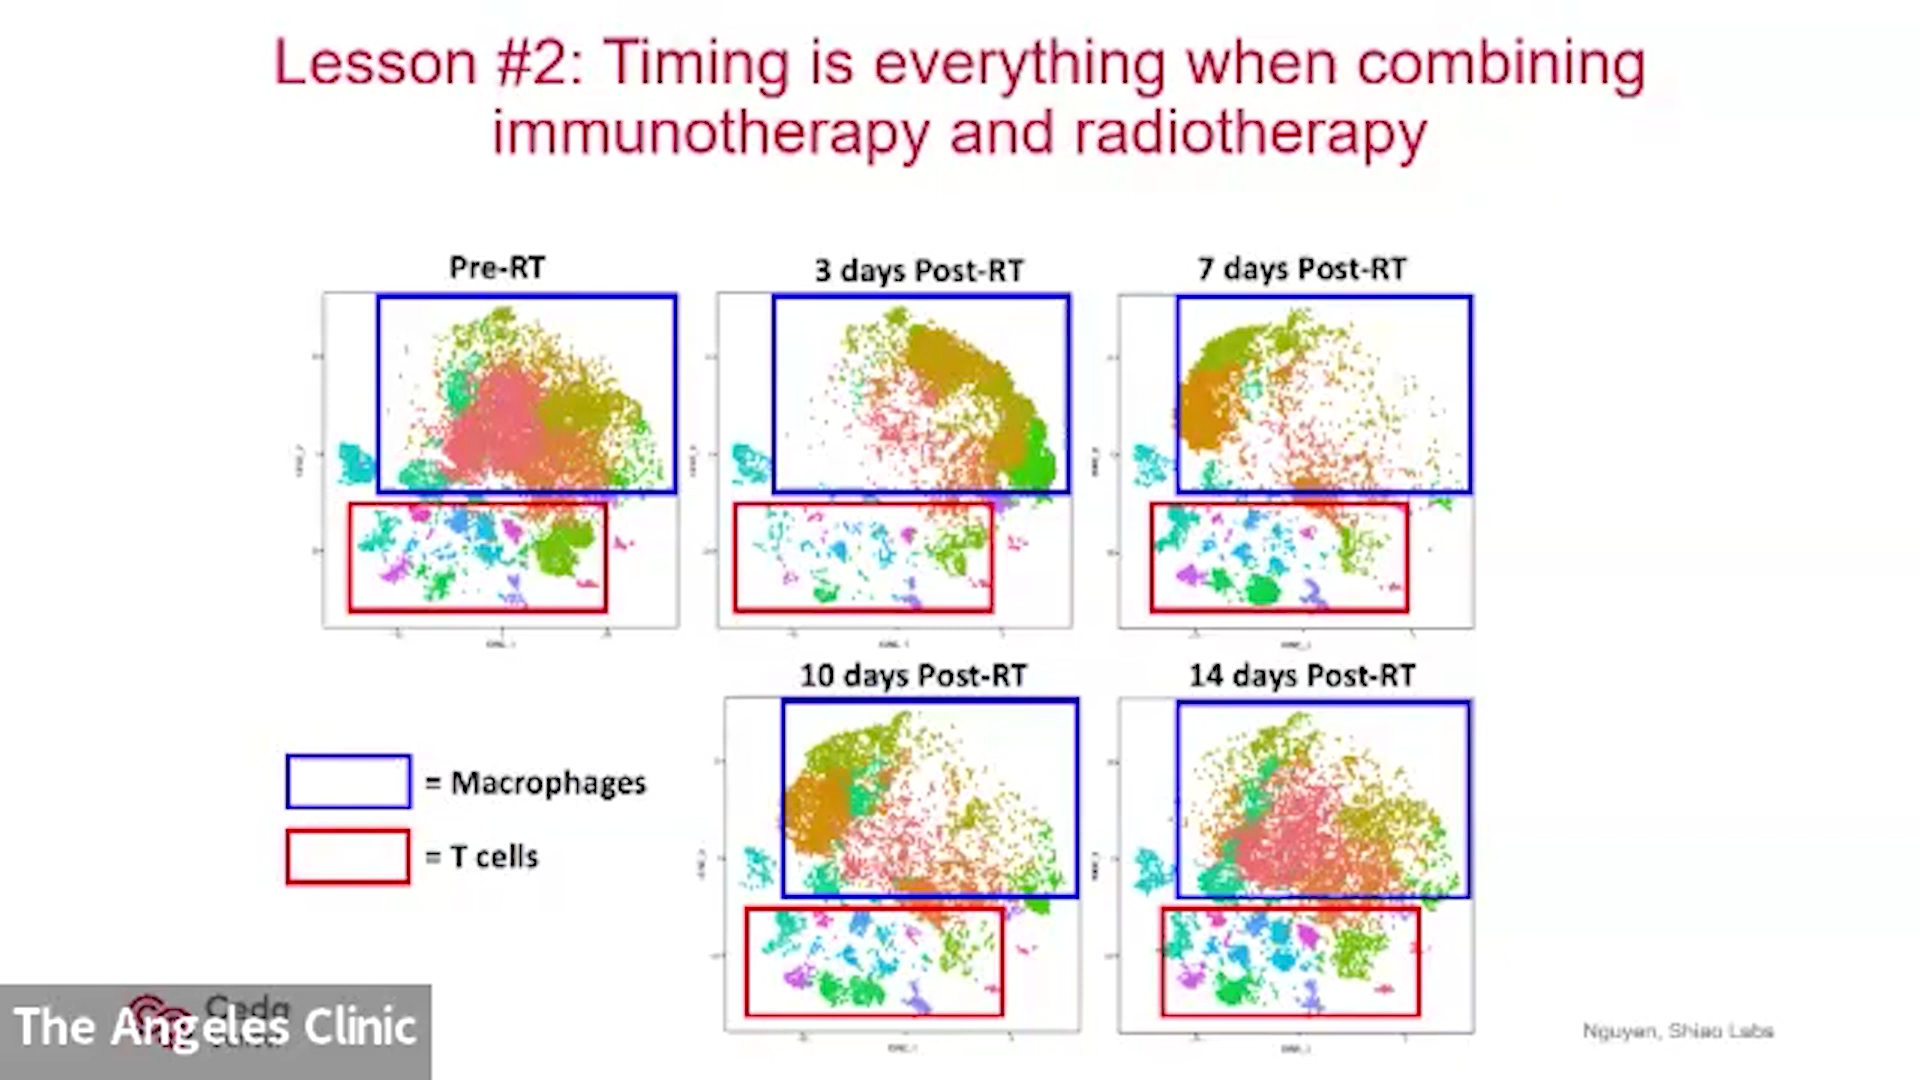 Lesson #2: Timing is everything when combining
immunotherapy and radiotherapy
Pre-RT
3 days Post-RT
7 days Post-RT
10 days Post-RT
14 days Post-RT
= Macrophages
= T cells
The Angeles Clinic
Nguyen, Shiao Labs